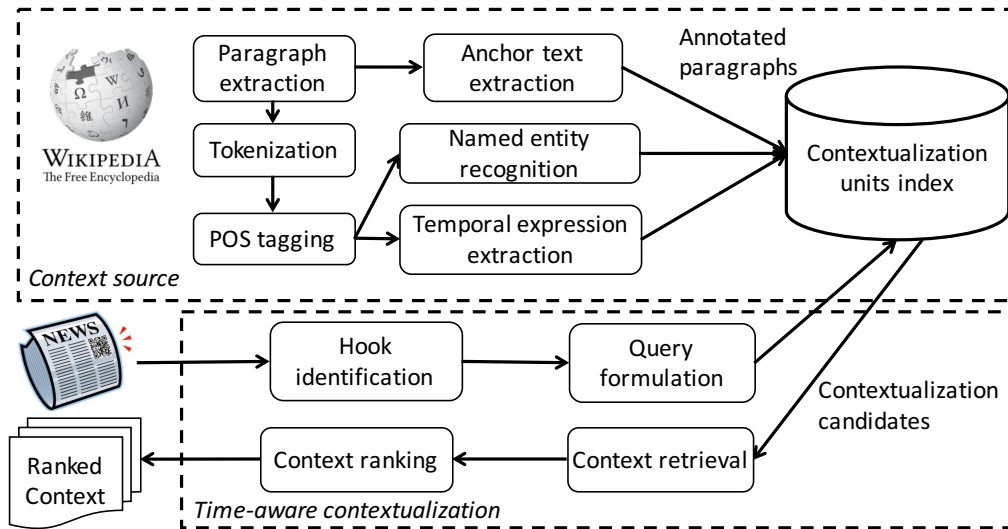 Paragraph
extraction
Anchor text
extraction
Annotated
paragraphs
Ω
W
И
維
WIKIPEDIA
The Free Encyclopedia
Tokenization
Named entity
recognition
Contextualization
units index
POS tagging
Temporal expression
extraction
Context source
NEWS
Hook
identification
Query
formulation
Contextualization
candidates
Ranked
Context
Context ranking
Context retrieval
Time-aware contextualization